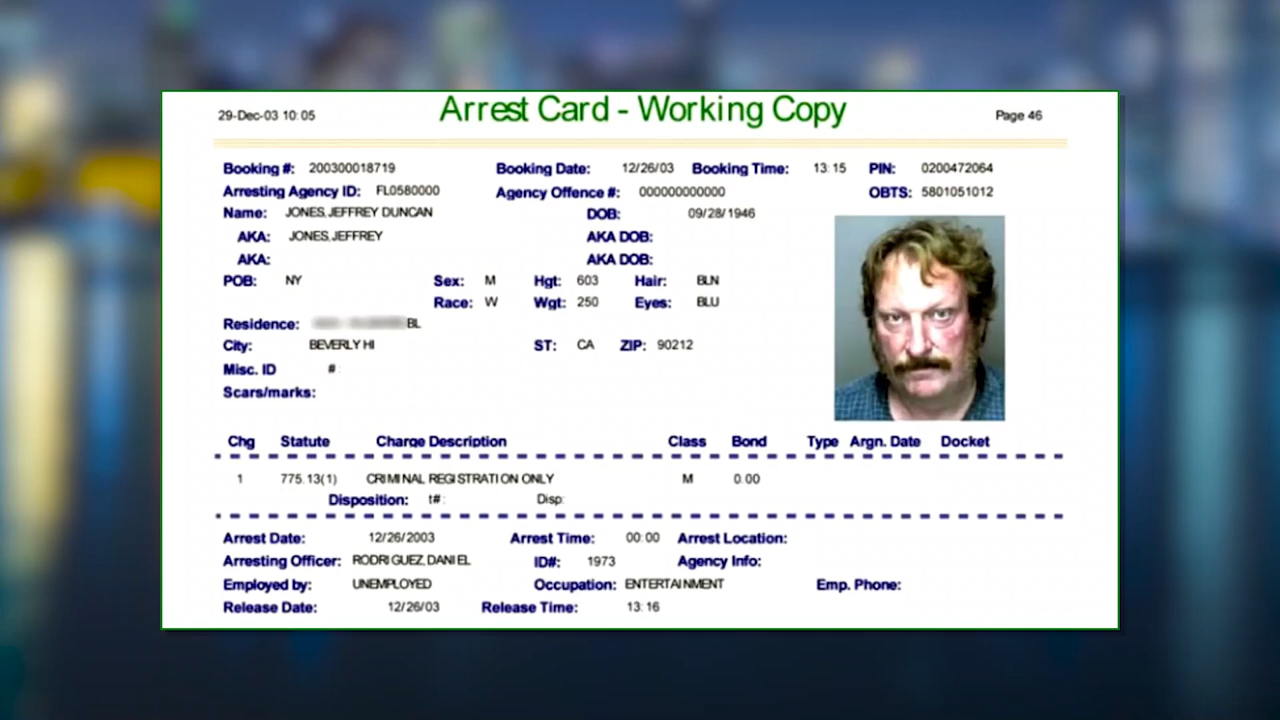 29-Dec-03 10:05 Arrest Card - Working Copy Page 46
Booking #: 200300018719 Booking Date: 12/26/03 Booking Time: 13:15 PIN: 0200472064
Arresting Agency ID: FL0580000 Agency Offence #: 000000000000 OBTS: 5801051012
Name: JONES,JEFFREY DUNCAN DOB: 09/28/1946
AKA: JONES,JEFFREY AKA DOB:
AKA: AKA DOB:
POB: NY Sex: M Hgt: 603 Hair: BLN
Race: W Wgt: 250 Eyes: BLU
Residence: BL
City: BEVERLY HI ST: CA ZIP: 90212
Misc. ID #:
Scars/marks:
Chg Statute Charge Description Class Bond Type Argn. Date Docket
1 775.13(1) CRIMINAL REGISTRATION ONLY M 0.00
Disposition: t#: Disp:
Arrest Date: 12/26/2003 Arrest Time: 00:00 Arrest Location:
Arresting Officer: RODRIGUEZ,DANIEL ID#: 1973 Agency Info:
Employed by: UNEMPLOYED Occupation: ENTERTAINMENT Emp. Phone:
Release Date: 12/26/03 Release Time: 13:16